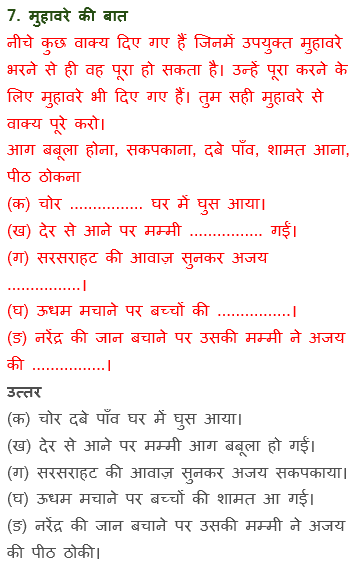 7. मुहावरे की बात
नीचे कुछ वाक्य दिए गए हैं जिनमें उपयुक्त मुहावरे
भरने से ही वह पूरा हो सकता है। उन्हें पूरा करने के
लिए मुहावरे भी दिए गए हैं। तुम सही मुहावरे से
वाक्य पूरे करो।
आग बबूला होना, सकपकाना, दबे पाँव, शामत आना,
पीठ ठोकना
(क) चोर ................ घर में घुस आया।
(ख) देर से आने पर मम्मी ................ गईं।
(ग) सरसराहट की आवाज़ सुनकर अजय
................।
(घ) ऊधम मचाने पर बच्चों की ................।
(ङ) नरेंद्र की जान बचाने पर उसकी मम्मी ने अजय
की ................।
उत्तर
(क) चोर दबे पाँव घर में घुस आया।
(ख) देर से आने पर मम्मी आग बबूला हो गईं।
(ग) सरसराहट की आवाज़ सुनकर अजय सकपकाया।
(घ) ऊधम मचाने पर बच्चों की शामत आ गई।
(ङ) नरेंद्र की जान बचाने पर उसकी मम्मी ने अजय
की पीठ ठोकी।